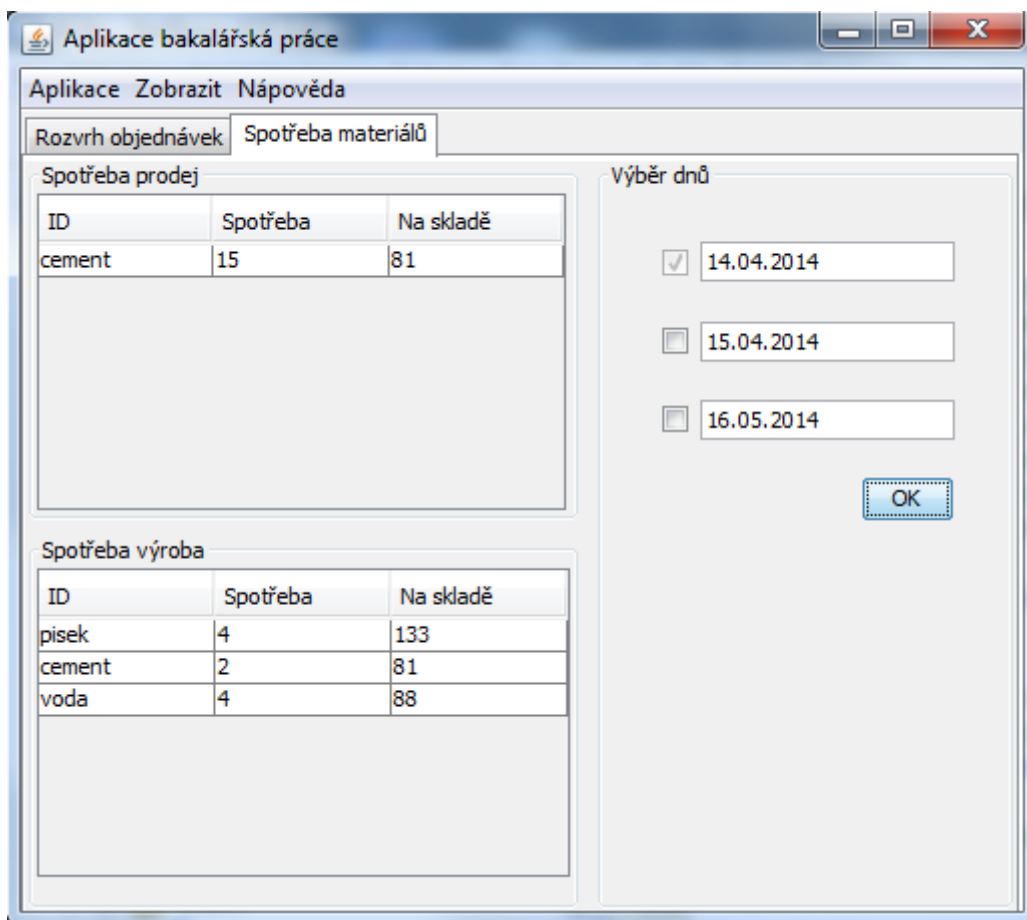 Aplikace bakalářská práce
Aplikace Zobrazit Nápověda
Rozvrh objednávek Spotřeba materiálů
Spotřeba prodej
ID Spotřeba Na skladě
cement 15 81
Spotřeba výroba
ID Spotřeba Na skladě
pisek 4 133
cement 2 81
voda 4 88
Výběr dnů
14.04.2014
15.04.2014
16.05.2014
OK